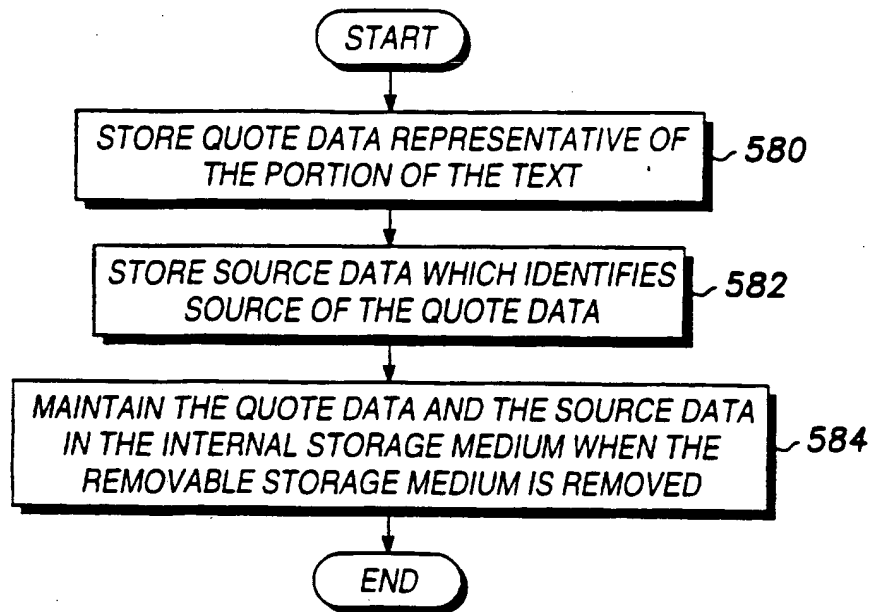 START
STORE QUOTE DATA REPRESENTATIVE OF
THE PORTION OF THE TEXT
580
STORE SOURCE DATA WHICH IDENTIFIES
SOURCE OF THE QUOTE DATA
582
MAINTAIN THE QUOTE DATA AND THE SOURCE DATA
IN THE INTERNAL STORAGE MEDIUM WHEN THE
REMOVABLE STORAGE MEDIUM IS REMOVED
584
END